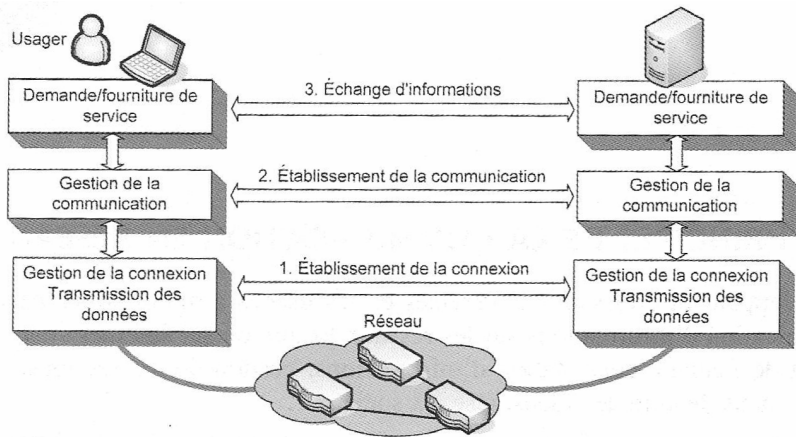 Usager
Demande/fourniture de
service
3. Échange d'informations
Demande/fourniture de
service
Gestion de la
communication
2. Établissement de la communication
Gestion de la
communication
Gestion de la connexion
Transmission des
données
1. Établissement de la connexion
Gestion de la connexion
Transmission des
données
Réseau